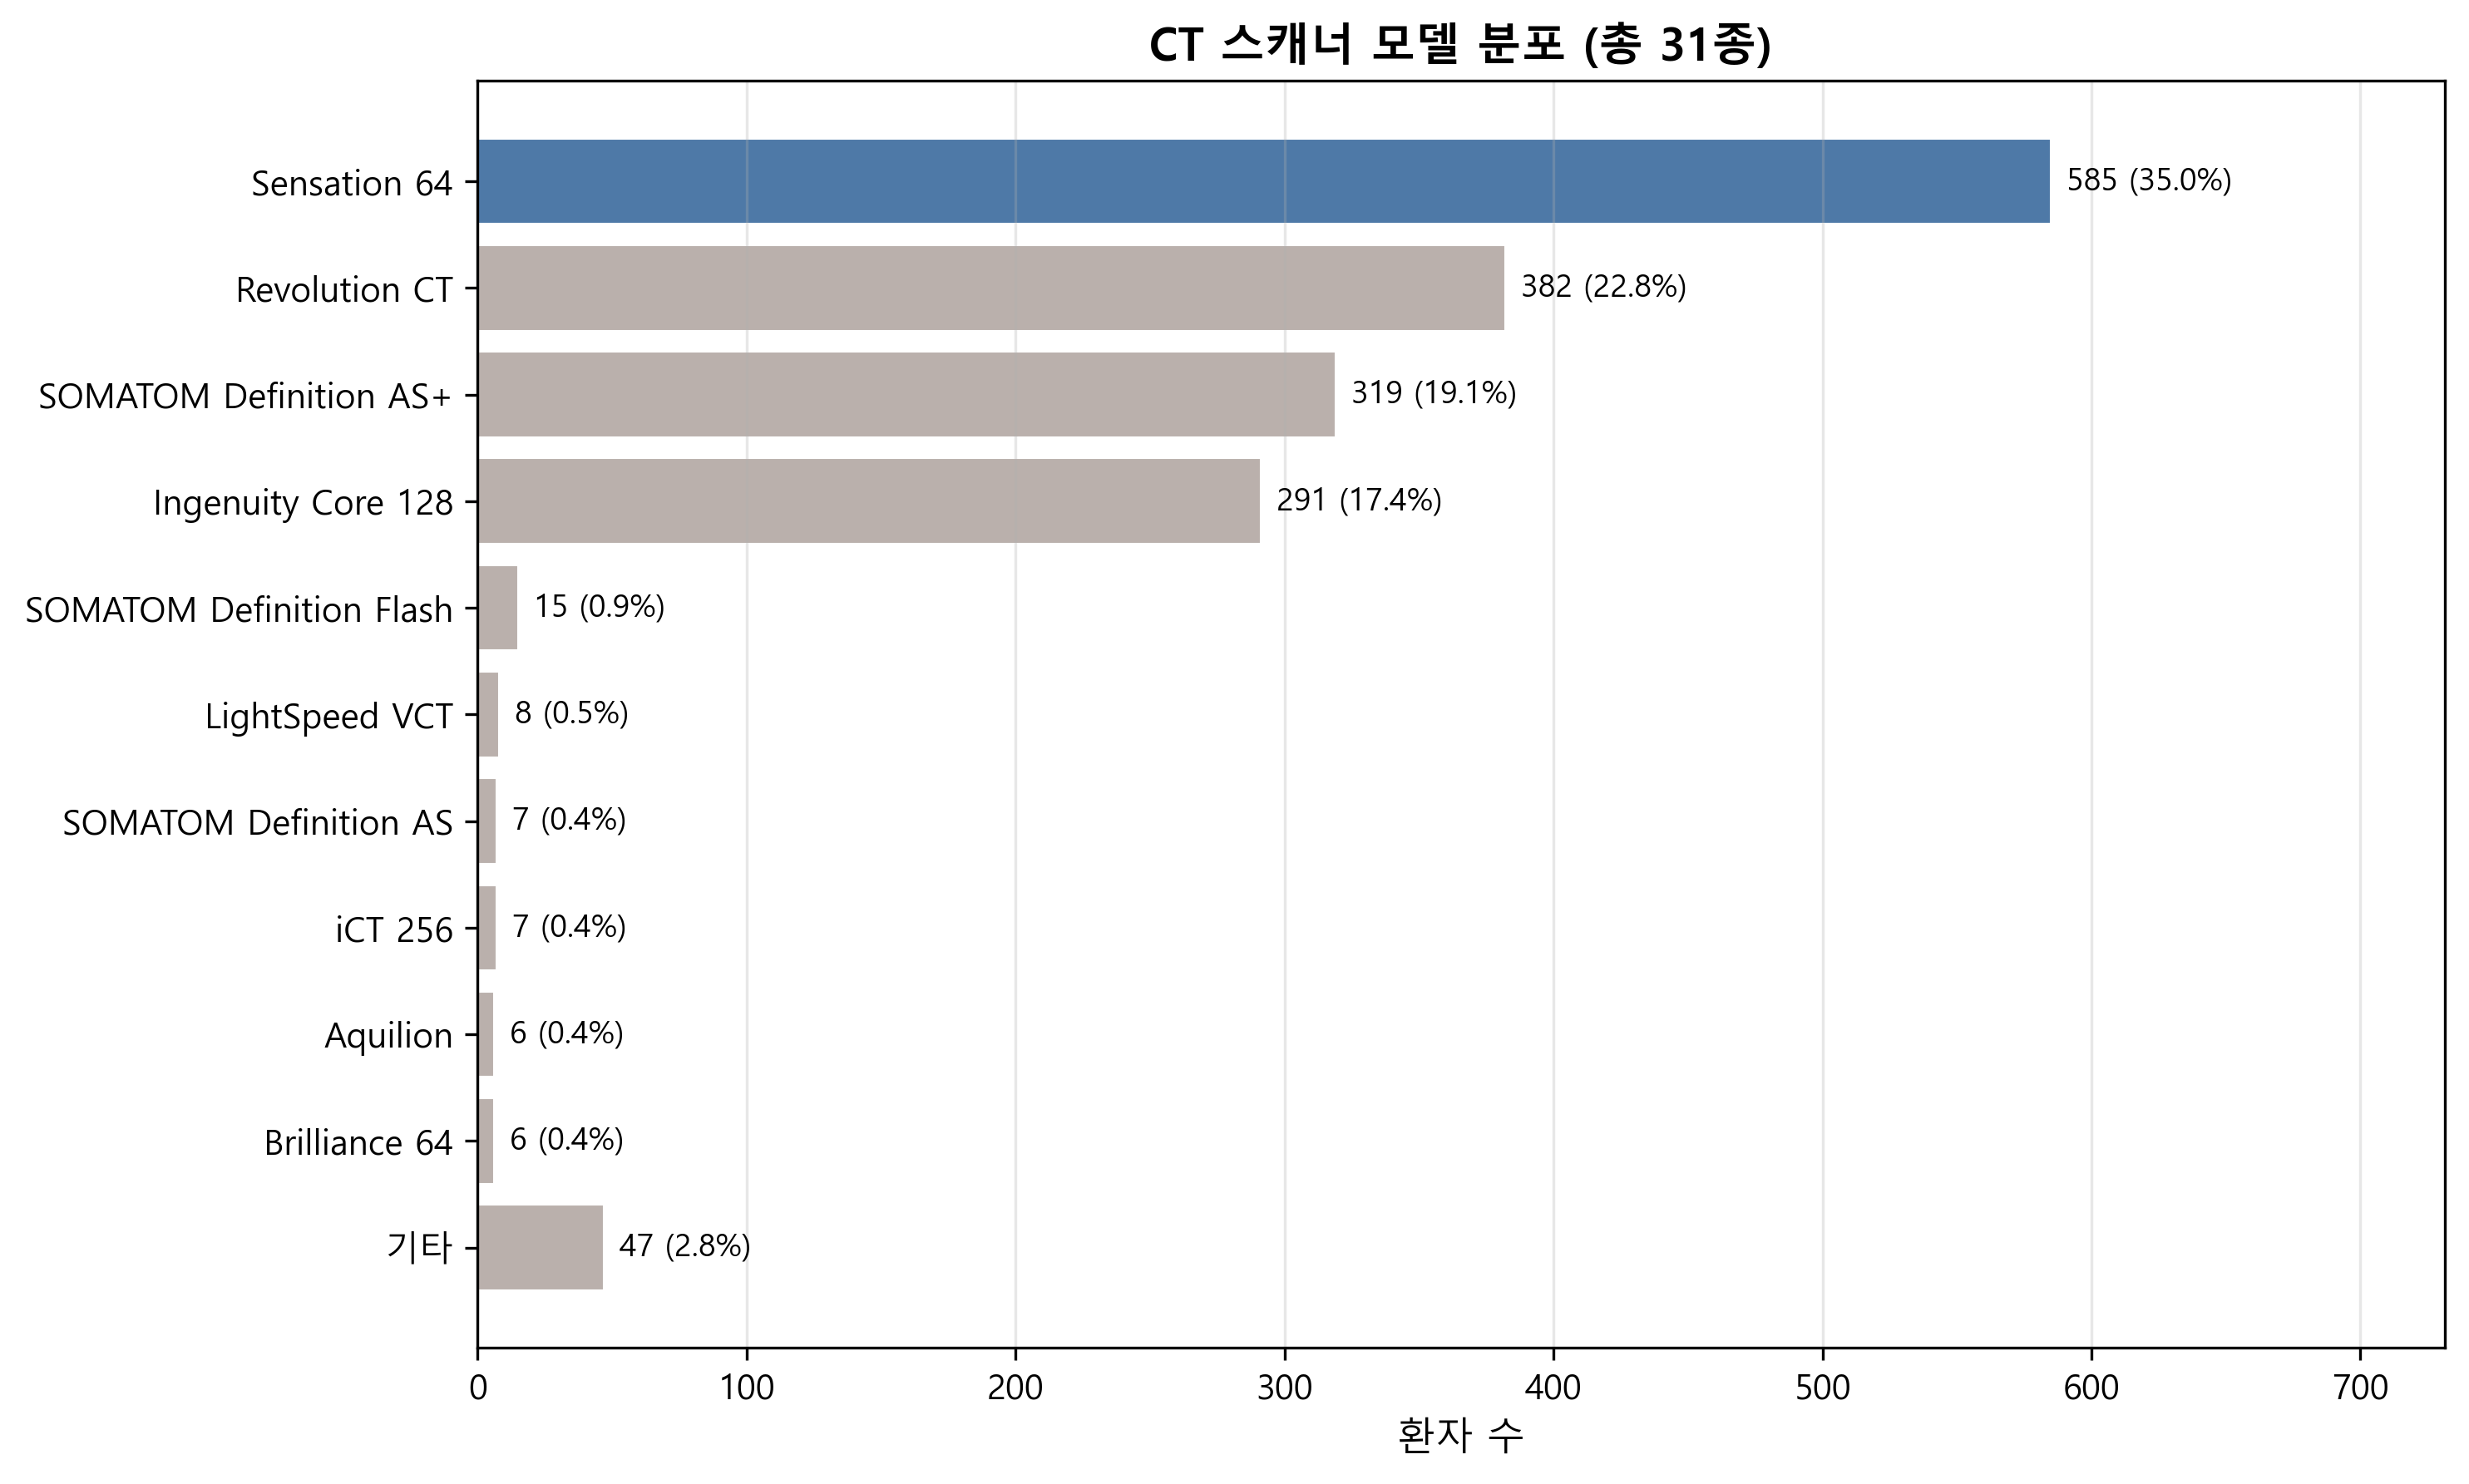 CT 스캐너 모델 분포 (총 31종)
Sensation 64 585 (35.0%)
Revolution CT 382 (22.8%)
SOMATOM Definition AS+ 319 (19.1%)
Ingenuity Core 128 291 (17.4%)
SOMATOM Definition Flash 15 (0.9%)
LightSpeed VCT 8 (0.5%)
SOMATOM Definition AS 7 (0.4%)
iCT 256 7 (0.4%)
Aquilion 6 (0.4%)
Brilliance 64 6 (0.4%)
기타 47 (2.8%)
0 100 200 300 400 500 600 700
환자 수